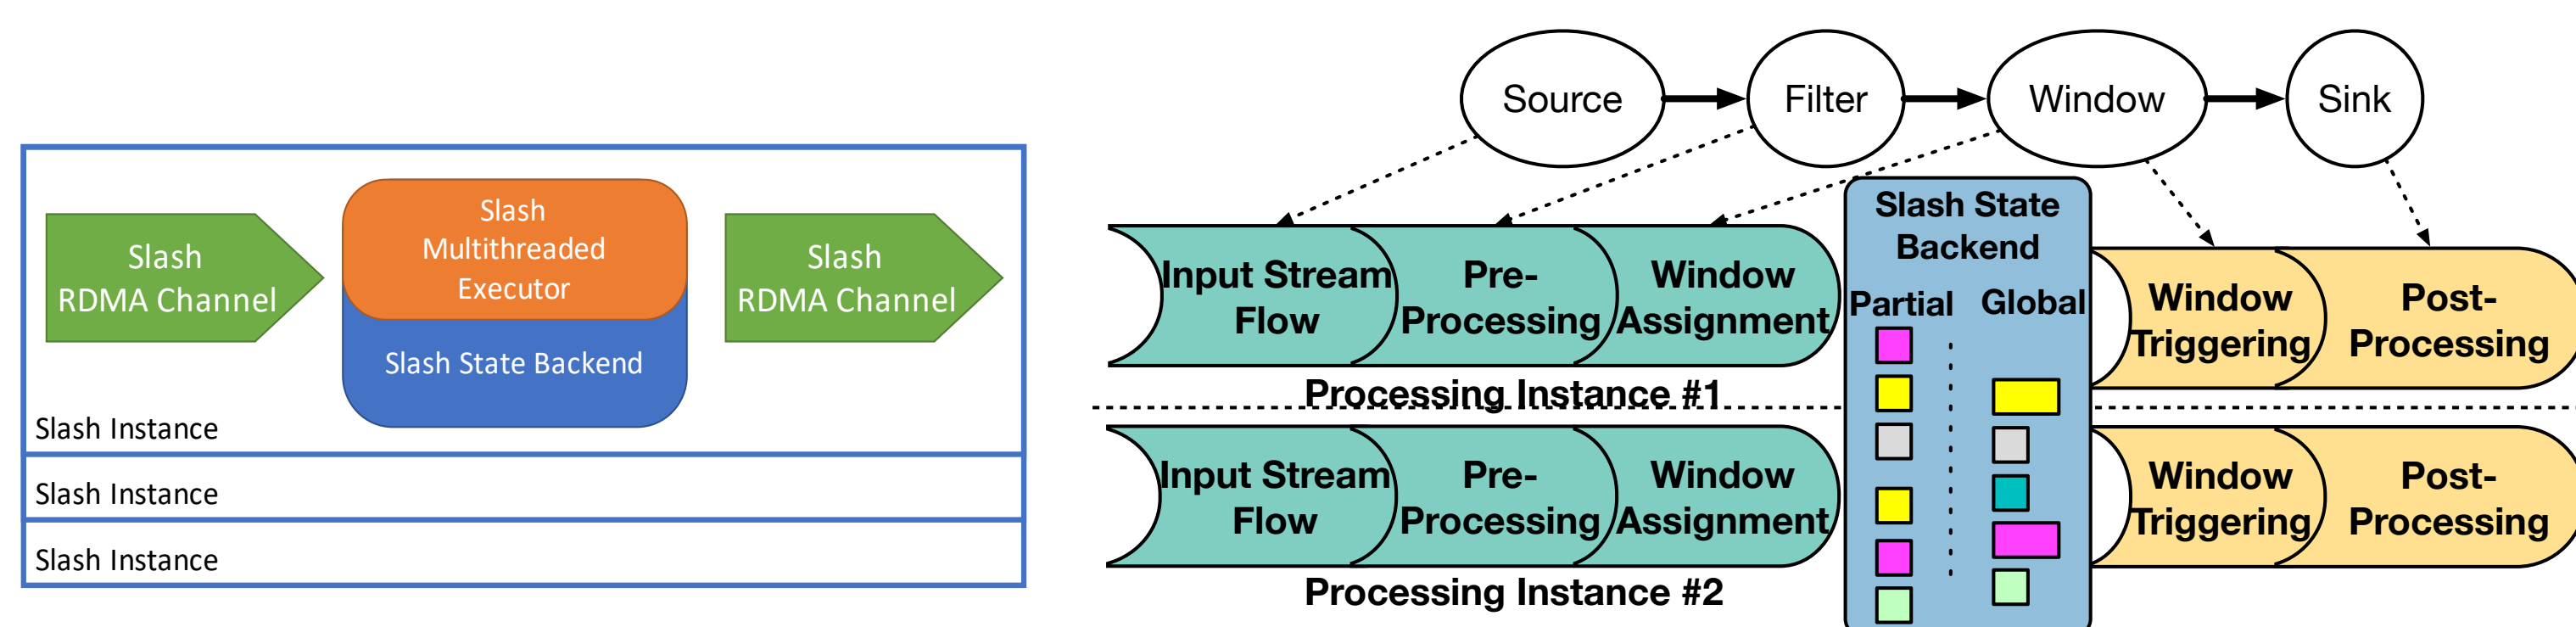 Slash
RDMA Channel
Slash
Multithreaded
Executor
Slash State Backend
Slash
RDMA Channel
Slash Instance
Slash Instance
Slash Instance
Source
Filter
Window
Sink
Input Stream
Flow
Pre-
Processing
Window
Assignment
Processing Instance #1
Slash State
Backend
Partial
Global
Window
Triggering
Post-
Processing
Input Stream
Flow
Pre-
Processing
Window
Assignment
Processing Instance #2
Window
Triggering
Post-
Processing